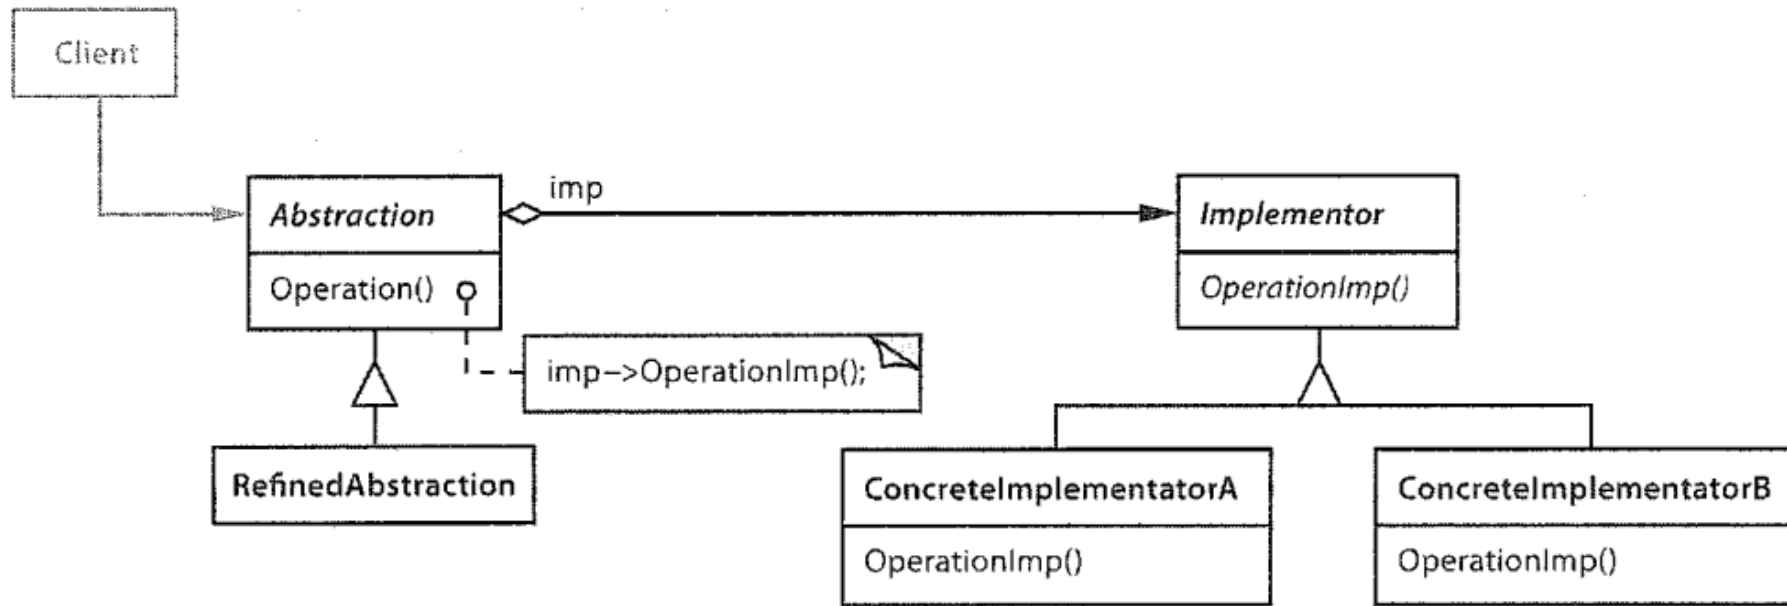 Client
imp
Abstraction
Implementor
Operation()
OperationImp()
imp–>OperationImp();
RefinedAbstraction
ConcreteImplementatorA
ConcreteImplementatorB
OperationImp()
OperationImp()